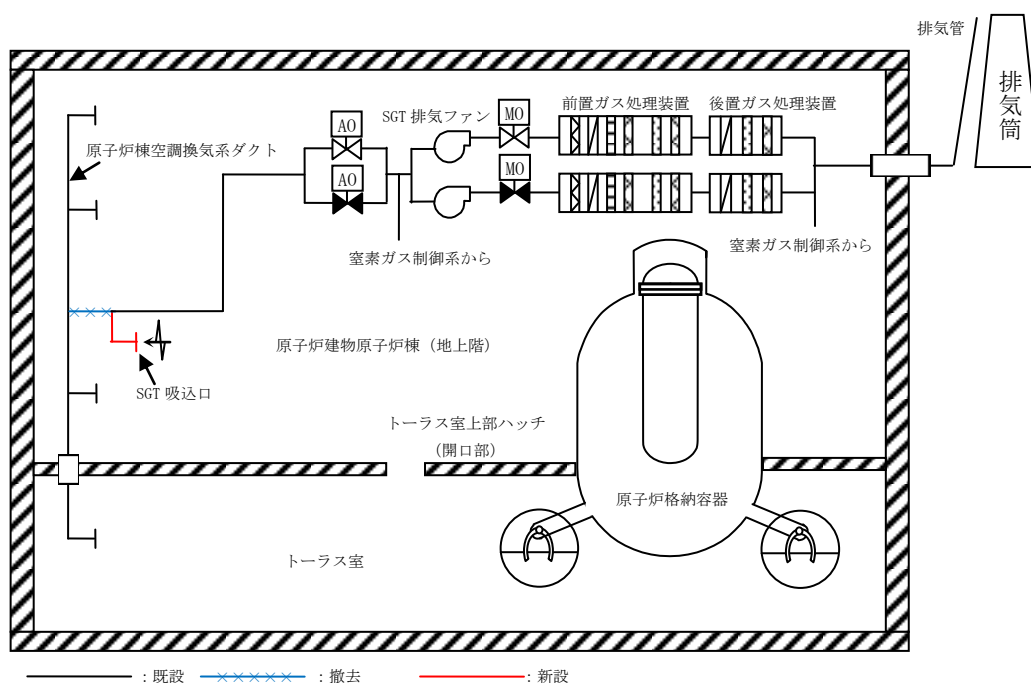 排気管
排気筒
前置ガス処理装置
後置ガス処理装置
SGT 排気ファン
MO
AO
原子炉棟空調換気系ダクト
MO
AO
窒素ガス制御系から
窒素ガス制御系から
原子炉建物原子炉棟（地上階）
SGT 吸込口
トーラス室上部ハッチ
(開口部)
原子炉格納容器
トーラス室
：既設
：撤去
：新設